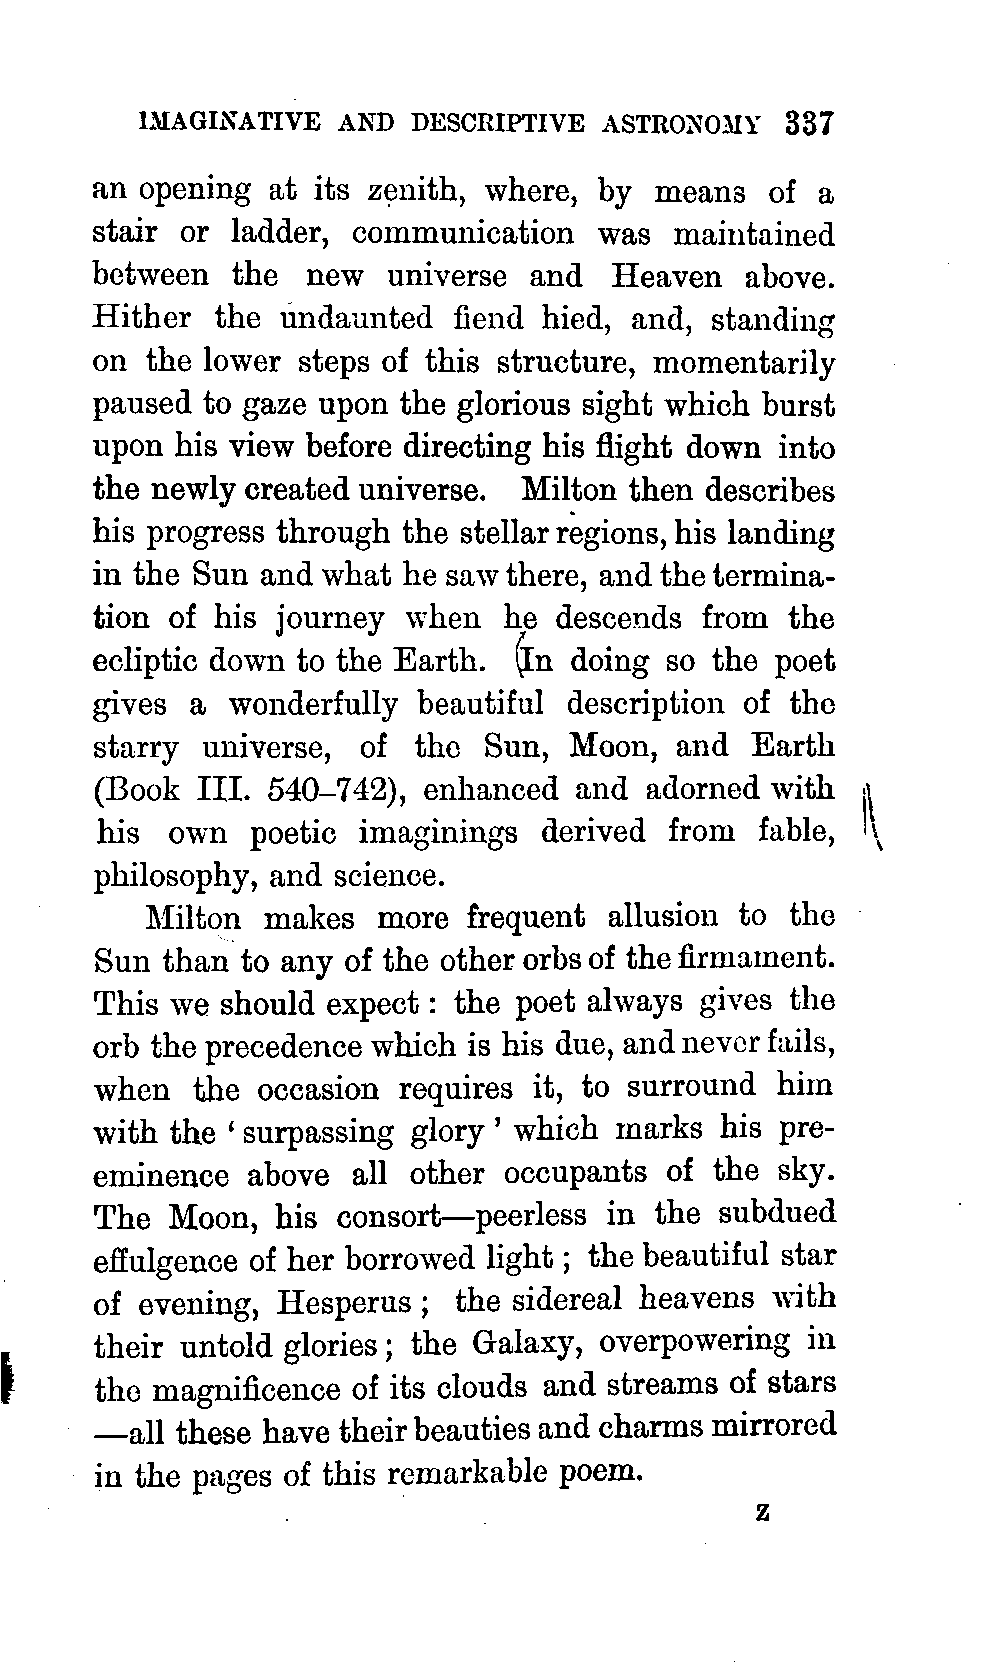 IMAGINATIVE AND DESCRIPTIVE ASTRONOMY 337
an opening at its zenith, where, by means of a
stair or ladder, communication was maintained
between the new universe and Heaven above.
Hither the undaunted fiend hied, and, standing
on the lower steps of this structure, momentarily
paused to gaze upon the glorious sight which burst
upon his view before directing his flight down into
the newly created universe. Milton then describes
his progress through the stellar regions, his landing
in the Sun and what he saw there, and the termina-
tion of his journey when he descends from the
ecliptic down to the Earth. (In doing so the poet
gives a wonderfully beautiful description of the
starry universe, of the Sun, Moon, and Earth
(Book III. 540–742), enhanced and adorned with
his own poetic imaginings derived from fable,
philosophy, and science.
Milton makes more frequent allusion to the
Sun than to any of the other orbs of the firmament.
This we should expect : the poet always gives the
orb the precedence which is his due, and never fails,
when the occasion requires it, to surround him
with the ‘ surpassing glory ’ which marks his pre-
eminence above all other occupants of the sky.
The Moon, his consort—peerless in the subdued
effulgence of her borrowed light ; the beautiful star
of evening, Hesperus ; the sidereal heavens with
their untold glories ; the Galaxy, overpowering in
the magnificence of its clouds and streams of stars
—all these have their beauties and charms mirrored
in the pages of this remarkable poem.
Z